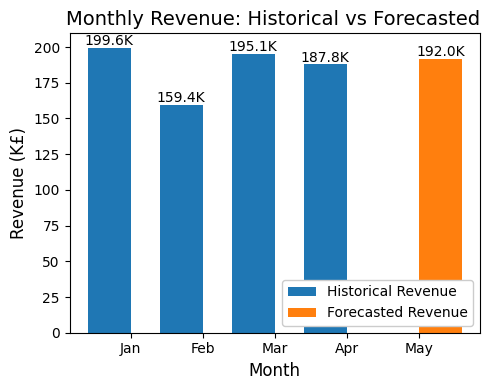 Monthly Revenue: Historical vs Forecasted
199.6K
159.4K
195.1K
187.8K
192.0K
200
175
150
125
100
75
50
25
0
Revenue (K£)
Jan
Feb
Mar
Apr
May
Month
Historical Revenue
Forecasted Revenue